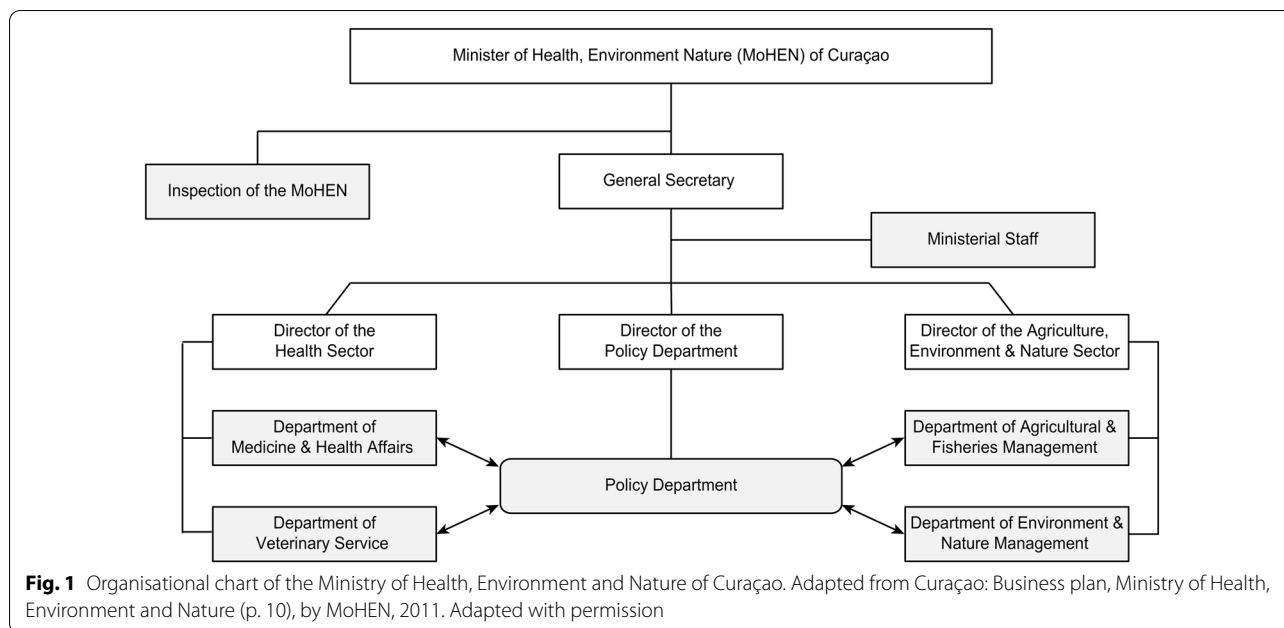 Minister of Health, Environment Nature (MoHEN) of Curaçao
Inspection of the MoHEN
General Secretary
Ministerial Staff
Director of the
Health Sector
Director of the
Policy Department
Director of the Agriculture,
Environment & Nature Sector
Department of
Medicine & Health Affairs
Department of Agricultural &
Fisheries Management
Policy Department
Department of
Veterinary Service
Department of Environment &
Nature Management
Fig. 1 Organisational chart of the Ministry of Health, Environment and Nature of Curaçao. Adapted from Curaçao: Business plan, Ministry of Health,
Environment and Nature (p. 10), by MoHEN, 2011. Adapted with permission